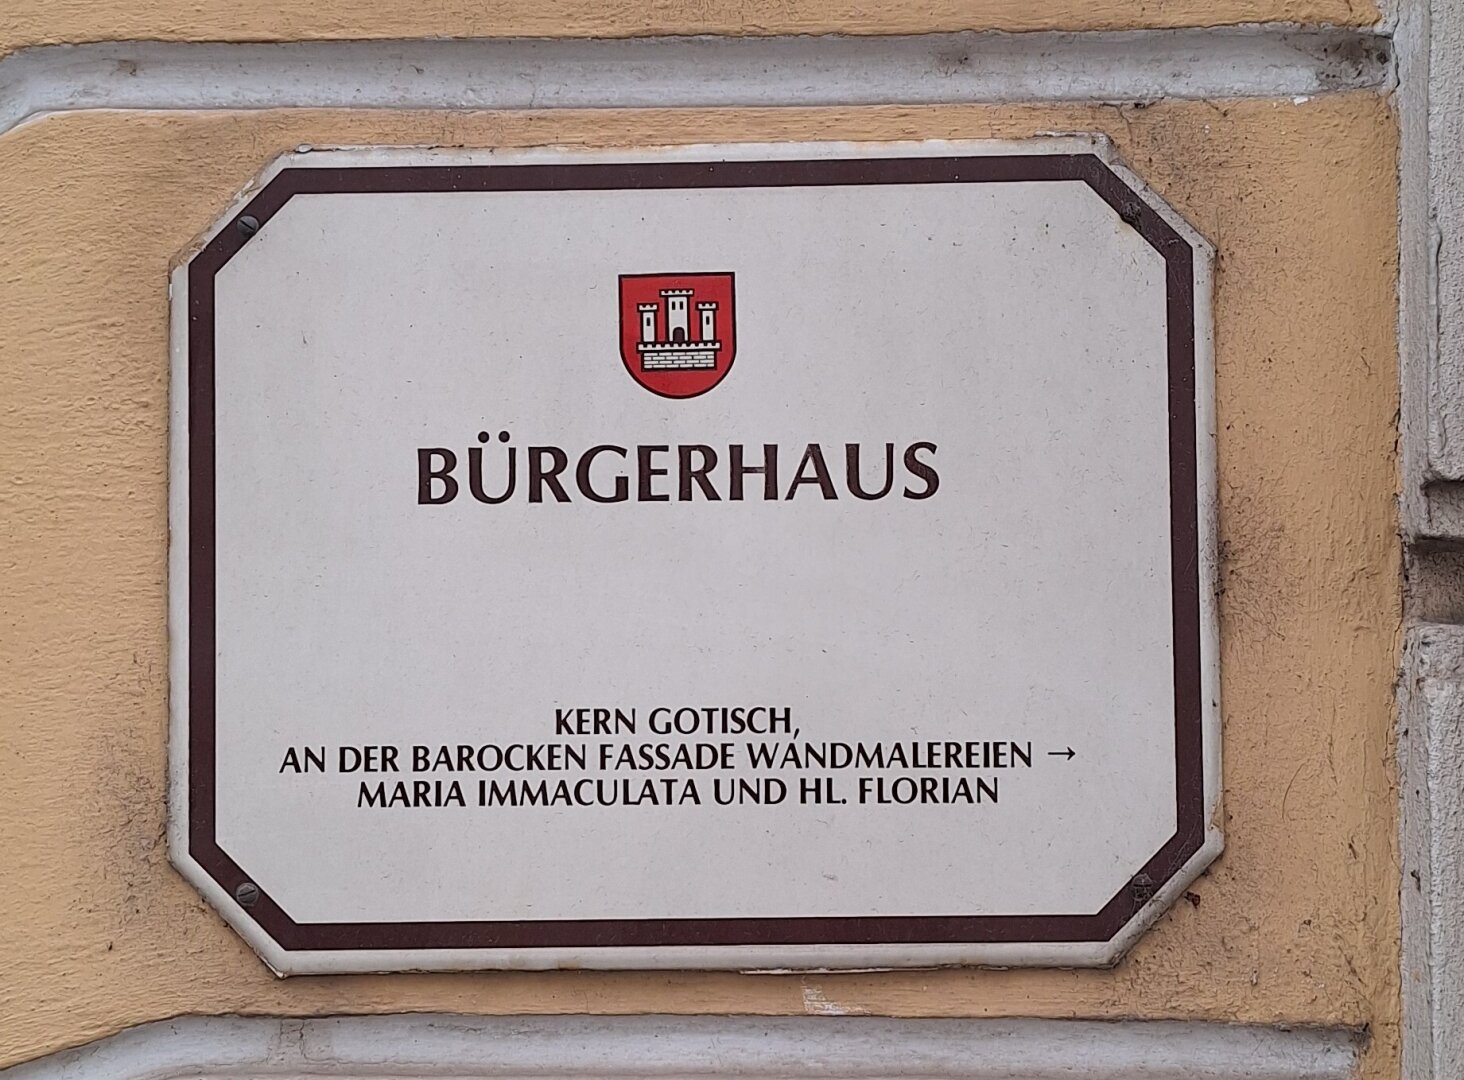 BÜRGERHAUS
KERN GOTISCH,
AN DER BAROCKEN FASSADE WANDMALEREIEN →
MARIA IMMACULATA UND HL. FLORIAN